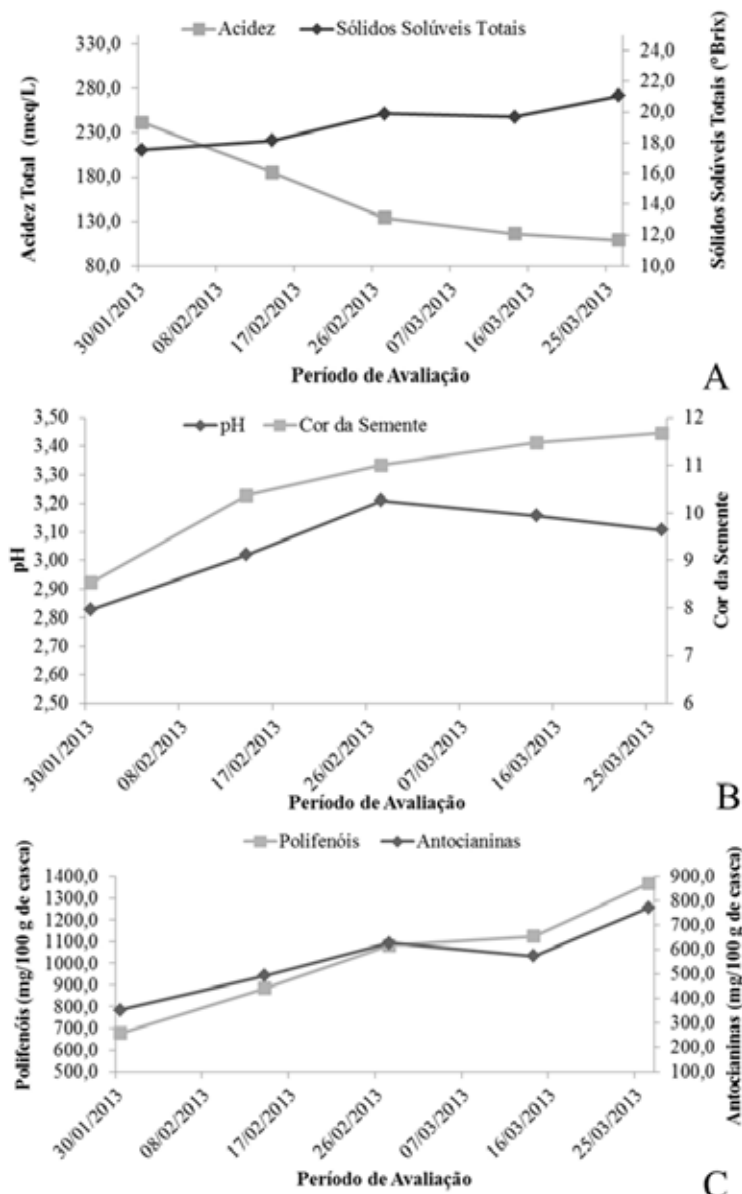 Acidez Sólidos Solúveis Totais
Acidez Total (meq/L)
330,0
280,0
230,0
180,0
130,0
80,0
24,0
22,0
20,0
18,0
16,0
14,0
12,0
10,0
Sólidos Solúveis Totais (°Brix)
30/01/2013 08/02/2013 17/02/2013 26/02/2013 07/03/2013 16/03/2013 25/03/2013
Período de Avaliação
A
pH Cor da Semente
pH
3,50
3,40
3,30
3,20
3,10
3,00
2,90
2,80
2,70
2,60
2,50
12
11
10
9
8
7
6
Cor da Semente
30/01/2013 08/02/2013 17/02/2013 26/02/2013 07/03/2013 16/03/2013 25/03/2013
Período de Avaliação
B
Polifenóis Antocianinas
Polifenóis (mg/100 g de casca)
1400,0
1300,0
1200,0
1100,0
1000,0
900,0
800,0
700,0
600,0
500,0
900,0
800,0
700,0
600,0
500,0
400,0
300,0
200,0
100,0
Antocianinas (mg/100 g de casca)
30/01/2013 08/02/2013 17/02/2013 26/02/2013 07/03/2013 16/03/2013 25/03/2013
Período de Avaliação
C